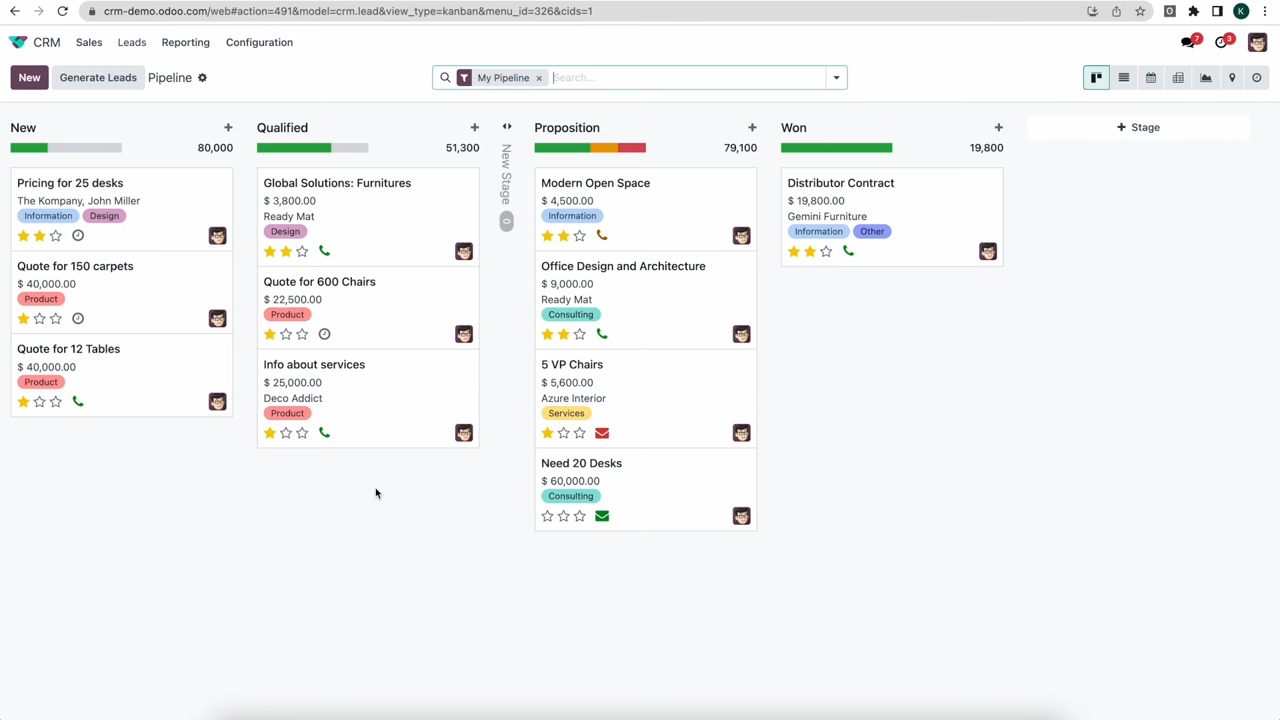 crm-demo.odoo.com/web#action=491&model=crm.lead&view_type=kanban&menu_id=326&cids=1
K
CRM Sales Leads Reporting Configuration
7 3
New Generate Leads Pipeline
My Pipeline × Search...
New +
80,000
Pricing for 25 desks
The Kompany, John Miller
Information Design
Quote for 150 carpets
$ 40,000.00
Product
Quote for 12 Tables
$ 40,000.00
Product
Qualified +
51,300
Global Solutions: Furnitures
$ 3,800.00
Ready Mat
Design
Quote for 600 Chairs
$ 22,500.00
Product
Info about services
$ 25,000.00
Deco Addict
Product
New Stage
0
Proposition +
79,100
Modern Open Space
$ 4,500.00
Information
Office Design and Architecture
$ 9,000.00
Ready Mat
Consulting
5 VP Chairs
$ 5,600.00
Azure Interior
Services
Need 20 Desks
$ 60,000.00
Consulting
Won +
19,800
Distributor Contract
$ 19,800.00
Gemini Furniture
Information Other
+ Stage